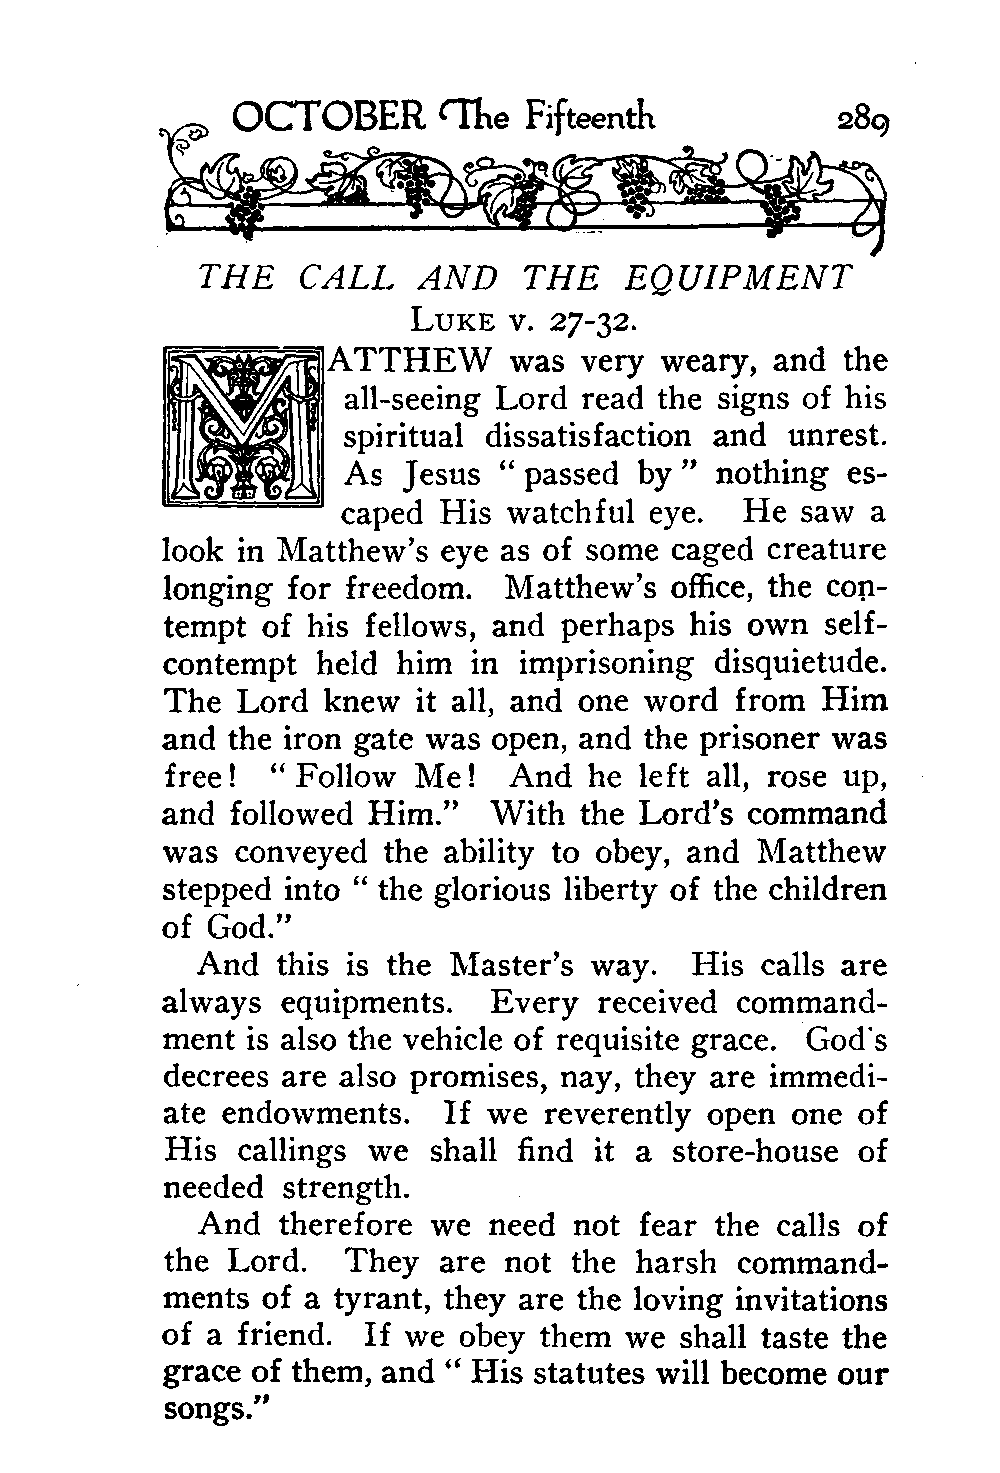 OCTOBER The Fifteenth 289
THE CALL AND THE EQUIPMENT
LUKE v. 27-32.
MATTHEW was very weary, and the
all-seeing Lord read the signs of his
spiritual dissatisfaction and unrest.
As Jesus “ passed by ” nothing es-
caped His watchful eye. He saw a
look in Matthew’s eye as of some caged creature
longing for freedom. Matthew’s office, the con-
tempt of his fellows, and perhaps his own self-
contempt held him in imprisoning disquietude.
The Lord knew it all, and one word from Him
and the iron gate was open, and the prisoner was
free! “ Follow Me! And he left all, rose up,
and followed Him.” With the Lord’s command
was conveyed the ability to obey, and Matthew
stepped into “ the glorious liberty of the children
of God.”
And this is the Master’s way. His calls are
always equipments. Every received command-
ment is also the vehicle of requisite grace. God's
decrees are also promises, nay, they are immedi-
ate endowments. If we reverently open one of
His callings we shall find it a store-house of
needed strength.
And therefore we need not fear the calls of
the Lord. They are not the harsh command-
ments of a tyrant, they are the loving invitations
of a friend. If we obey them we shall taste the
grace of them, and “ His statutes will become our
songs.”